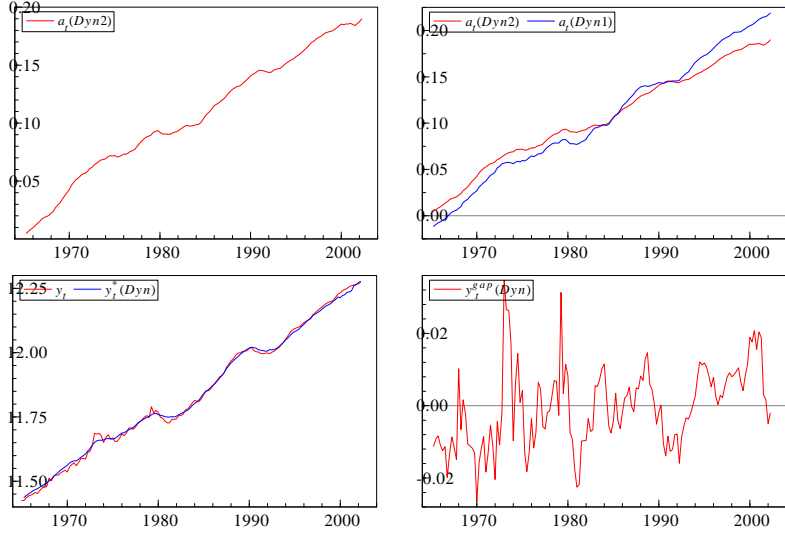 0.20
a_t(Dyn2)
0.15
0.10
0.05
1970 1980 1990 2000
a_t(Dyn2) a_t(Dyn1)
0.20
0.15
0.10
0.05
0.00
1970 1980 1990 2000
12.25
y_t y_t^*(Dyn)
12.00
11.75
11.50
1970 1980 1990 2000
y_t^{gap}(Dyn)
0.02
0.00
-0.02
1970 1980 1990 2000